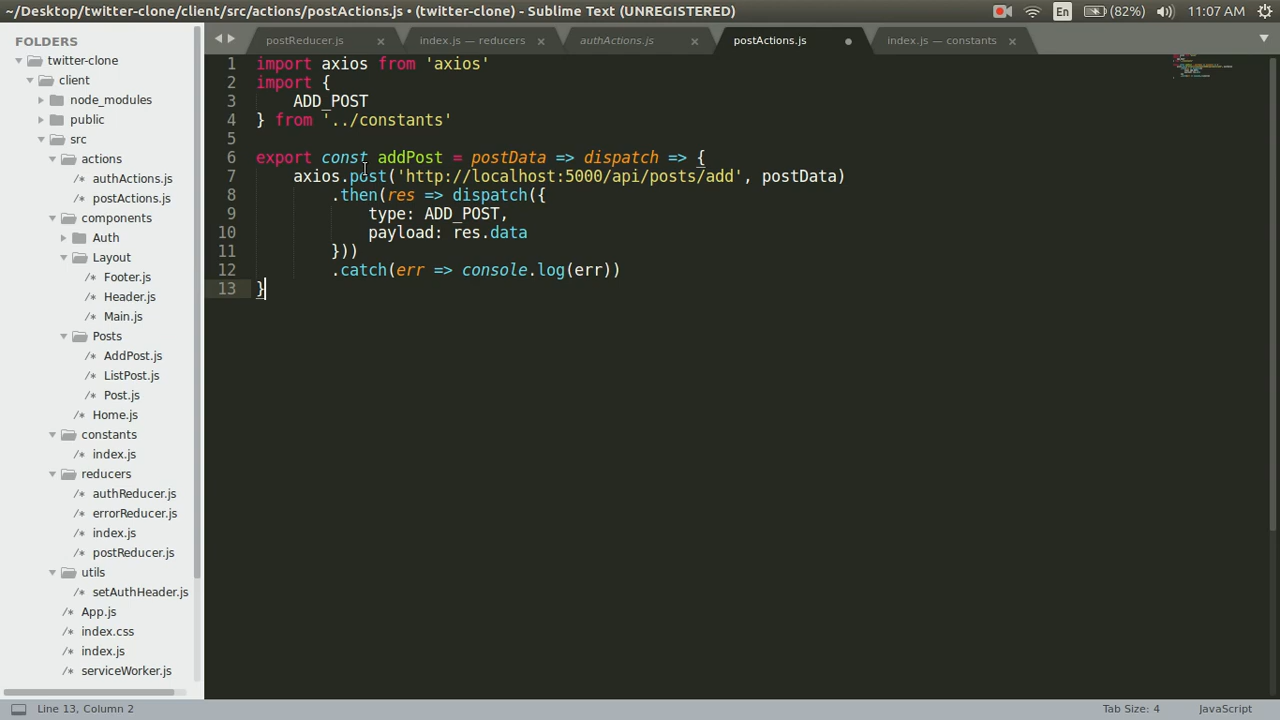 ~/Desktop/twitter-clone/client/src/actions/postActions.js • (twitter-clone) - Sublime Text (UNREGISTERED)
En (82%) 11:07 AM
FOLDERS
twitter-clone
client
node_modules
public
src
actions
authActions.js
postActions.js
components
Auth
Layout
Footer.js
Header.js
Main.js
Posts
AddPost.js
ListPost.js
Post.js
Home.js
constants
index.js
reducers
authReducer.js
errorReducer.js
index.js
postReducer.js
utils
setAuthHeader.js
App.js
index.css
index.js
serviceWorker.js
postReducer.js × index.js — reducers × authActions.js × postActions.js • index.js — constants ×
1 import axios from 'axios'
2 import {
3     ADD_POST
4 } from '../constants'
5
6 export const addPost = postData => dispatch => {
7     axios.post('http://localhost:5000/api/posts/add', postData)
8         .then(res => dispatch({
9             type: ADD_POST,
10             payload: res.data
11         }))
12         .catch(err => console.log(err))
13 }
Line 13, Column 2
Tab Size: 4 JavaScript